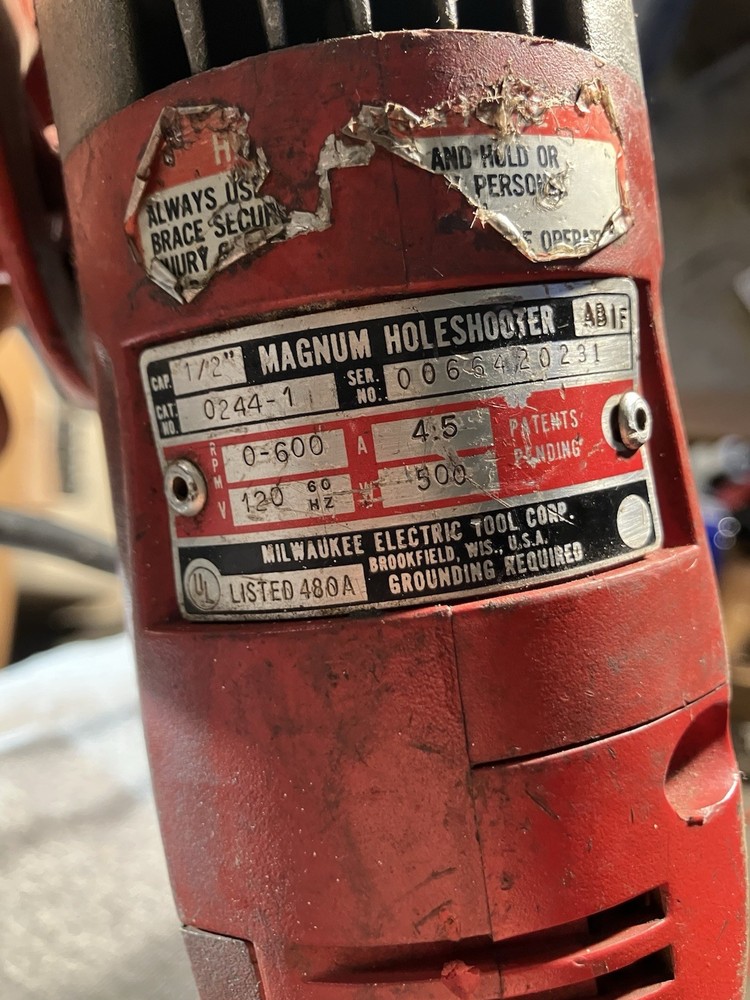 H
ALWAYS USE
BRACE SECUR
NJURY
AND HOLD OR
PERSON
E OPERAT
CAP. 1/2" MAGNUM HOLESHOOTER
CAT. NO. 0244-1 SER. NO: 0066420231
RPM 0-600 A 4.5 PATENTS
V 120 60 HZ W 500 PENDING
MILWAUKEE ELECTRIC TOOL CORP.
BROOKFIELD, WIS., U.S.A.
UL LISTED 480A GROUNDING REQUIRED